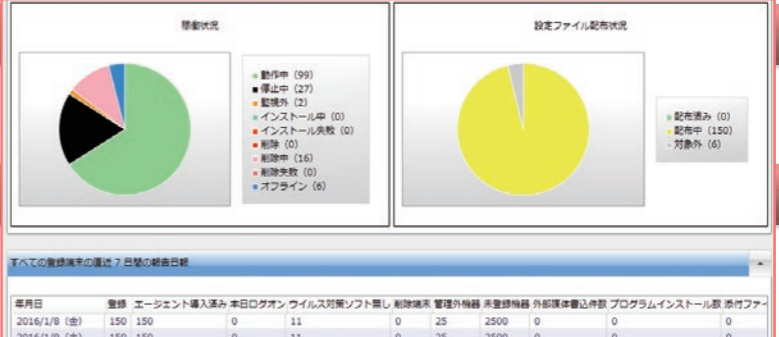 稼動状況
動作中 (99)
停止中 (27)
監視外 (2)
インストール中 (0)
インストール失敗 (0)
削除 (0)
削除中 (16)
削除失敗 (0)
オフライン (6)
設定ファイル配布状況
配布済み (0)
配布中 (150)
対象外 (6)
すべての登録端末の直近 7 日間の報告日報
年月日 登録 エージェント導入済み 本日ログオン ウイルス対策ソフト無し 削除端末 管理外機器 未登録機器 外部媒体書込件数 プログラムインストール数 添付ファー
2016/1/8 (金) 150 150 0 11 0 25 2500 0 0 0